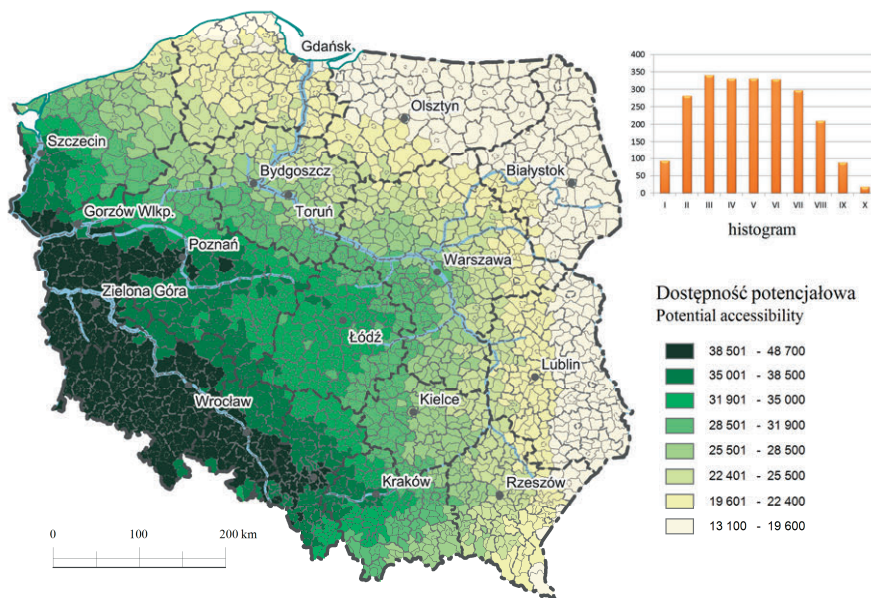 Gdańsk
Olsztyn
Szczecin
Bydgoszcz
Białystok
Toruń
Gorzów Wlkp.
Poznań
Warszawa
Zielona Góra
Łódź
Lublin
Wrocław
Kielce
Kraków
Rzeszów
0 100 200 km
400
350
300
250
200
150
100
50
0
I II III IV V VI VII VIII IX X
histogram
Dostępność potencjałowa
Potential accessibility
38 501 - 48 700
35 001 - 38 500
31 901 - 35 000
28 501 - 31 900
25 501 - 28 500
22 401 - 25 500
19 601 - 22 400
13 100 - 19 600